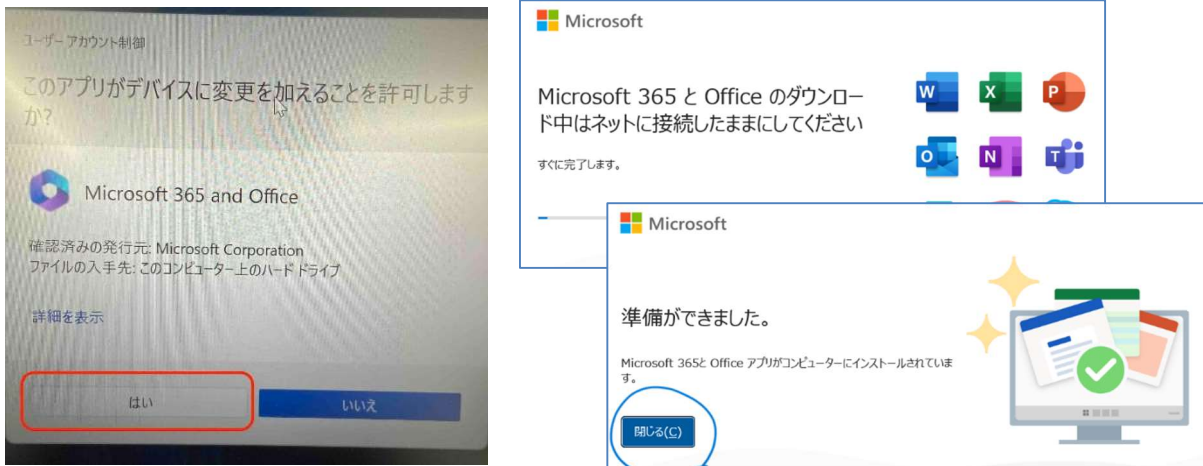 ユーザー アカウント制御
このアプリがデバイスに変更を加えることを許可します
か?
Microsoft 365 and Office
確認済みの発行元: Microsoft Corporation
ファイルの入手先: このコンピューター上のハード ドライブ
詳細を表示
はい
いいえ
Microsoft
Microsoft 365 と Office のダウンロー
ド中はネットに接続したままにしてください
すぐに完了します。
W
X
P
O
N
T
Microsoft
準備ができました。
Microsoft 365と Office アプリがコンピューターにインストールされていま
す。
閉じる(C)